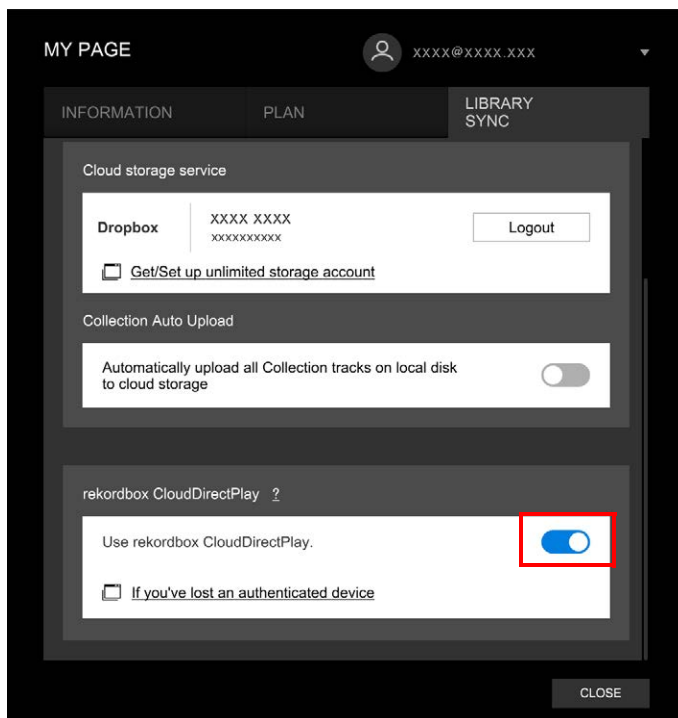 MY PAGE
xxxx@xxxx.xxx
INFORMATION
PLAN
LIBRARY
SYNC
Cloud storage service
Dropbox
XXXX XXXX
xxxxxxxxxx
Logout
Get/Set up unlimited storage account
Collection Auto Upload
Automatically upload all Collection tracks on local disk
to cloud storage
rekordbox CloudDirectPlay ?
Use rekordbox CloudDirectPlay.
If you've lost an authenticated device
CLOSE